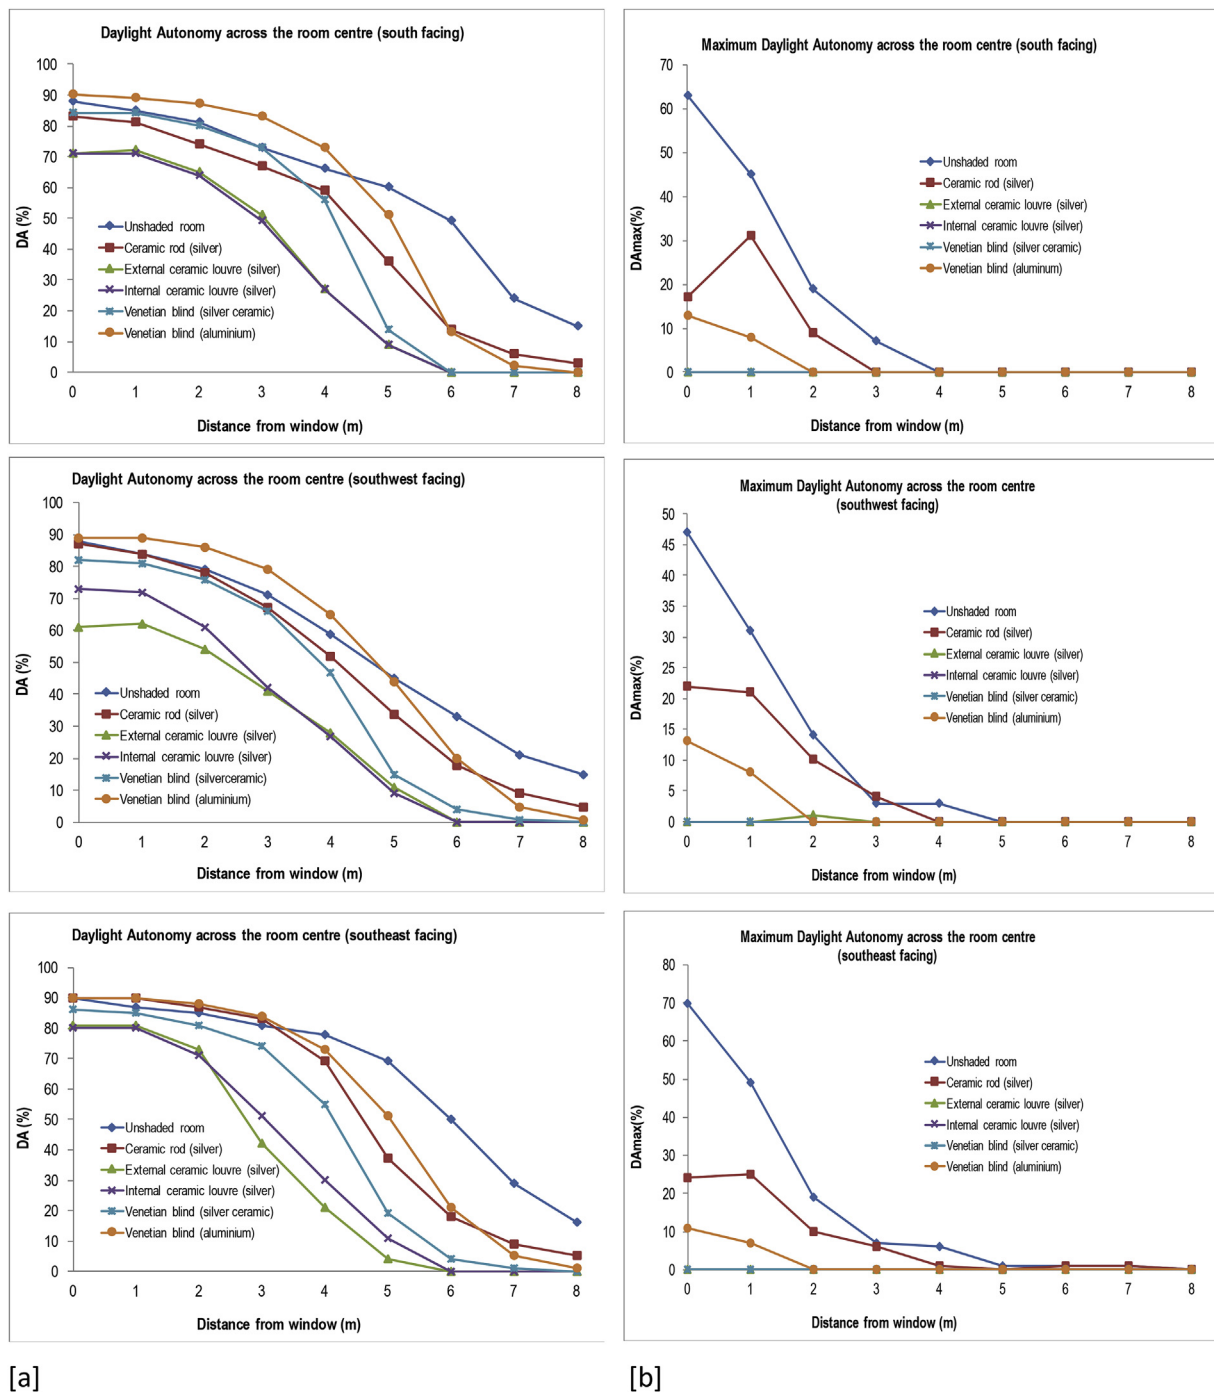 Daylight Autonomy across the room centre (south facing)
100
90
80
70
60
50
40
30
20
10
0
DA (%)
Unshaded room
Ceramic rod (silver)
External ceramic louvre (silver)
Internal ceramic louvre (silver)
Venetian blind (silver ceramic)
Venetian blind (aluminium)
0 1 2 3 4 5 6 7 8
Distance from window (m)
Maximum Daylight Autonomy across the room centre (south facing)
70
60
50
40
30
20
10
0
DAmax(%)
Unshaded room
Ceramic rod (silver)
External ceramic louvre (silver)
Internal ceramic louvre (silver)
Venetian blind (silver ceramic)
Venetian blind (aluminum)
0 1 2 3 4 5 6 7 8
Distance from window (m)
Daylight Autonomy across the room centre (southwest facing)
100
90
80
70
60
50
40
30
20
10
0
DA (%)
Unshaded room
Ceramic rod (silver)
External ceramic louvre (silver)
Internal ceramic louvre (silver)
Venetian blind (silverceramic)
Venetian blind (aluminium)
0 1 2 3 4 5 6 7 8
Distance from window (m)
Maximum Daylight Autonomy across the room centre
(southwest facing)
50
45
40
35
30
25
20
15
10
5
0
DAmax(%)
Unshaded room
Ceramic rod (silver)
External ceramic louvre (silver)
Internal ceramic louvre (silver)
Venetian blind (silver ceramic)
Venetian blind (aluminium)
0 1 2 3 4 5 6 7 8
Distance from window (m)
Daylight Autonomy across the room centre (southeast facing)
100
90
80
70
60
50
40
30
20
10
0
DA (%)
Unshaded room
Ceramic rod (silver)
External ceramic louvre (silver)
Internal ceramic louvre (silver)
Venetian blind (silver ceramic)
Venetian blind (aluminium)
0 1 2 3 4 5 6 7 8
Distance from window (m)
Maximum Daylight Autonomy across the room centre
(southeast facing)
80
70
60
50
40
30
20
10
0
DAmax(%)
Unshaded room
Ceramic rod (silver)
External ceramic louvre (silver)
Internal ceramic louvre (silver)
Venetian blind (silver ceramic)
Venetian blind (aluminium)
0 1 2 3 4 5 6 7 8
Distance from window (m)
[a]
[b]